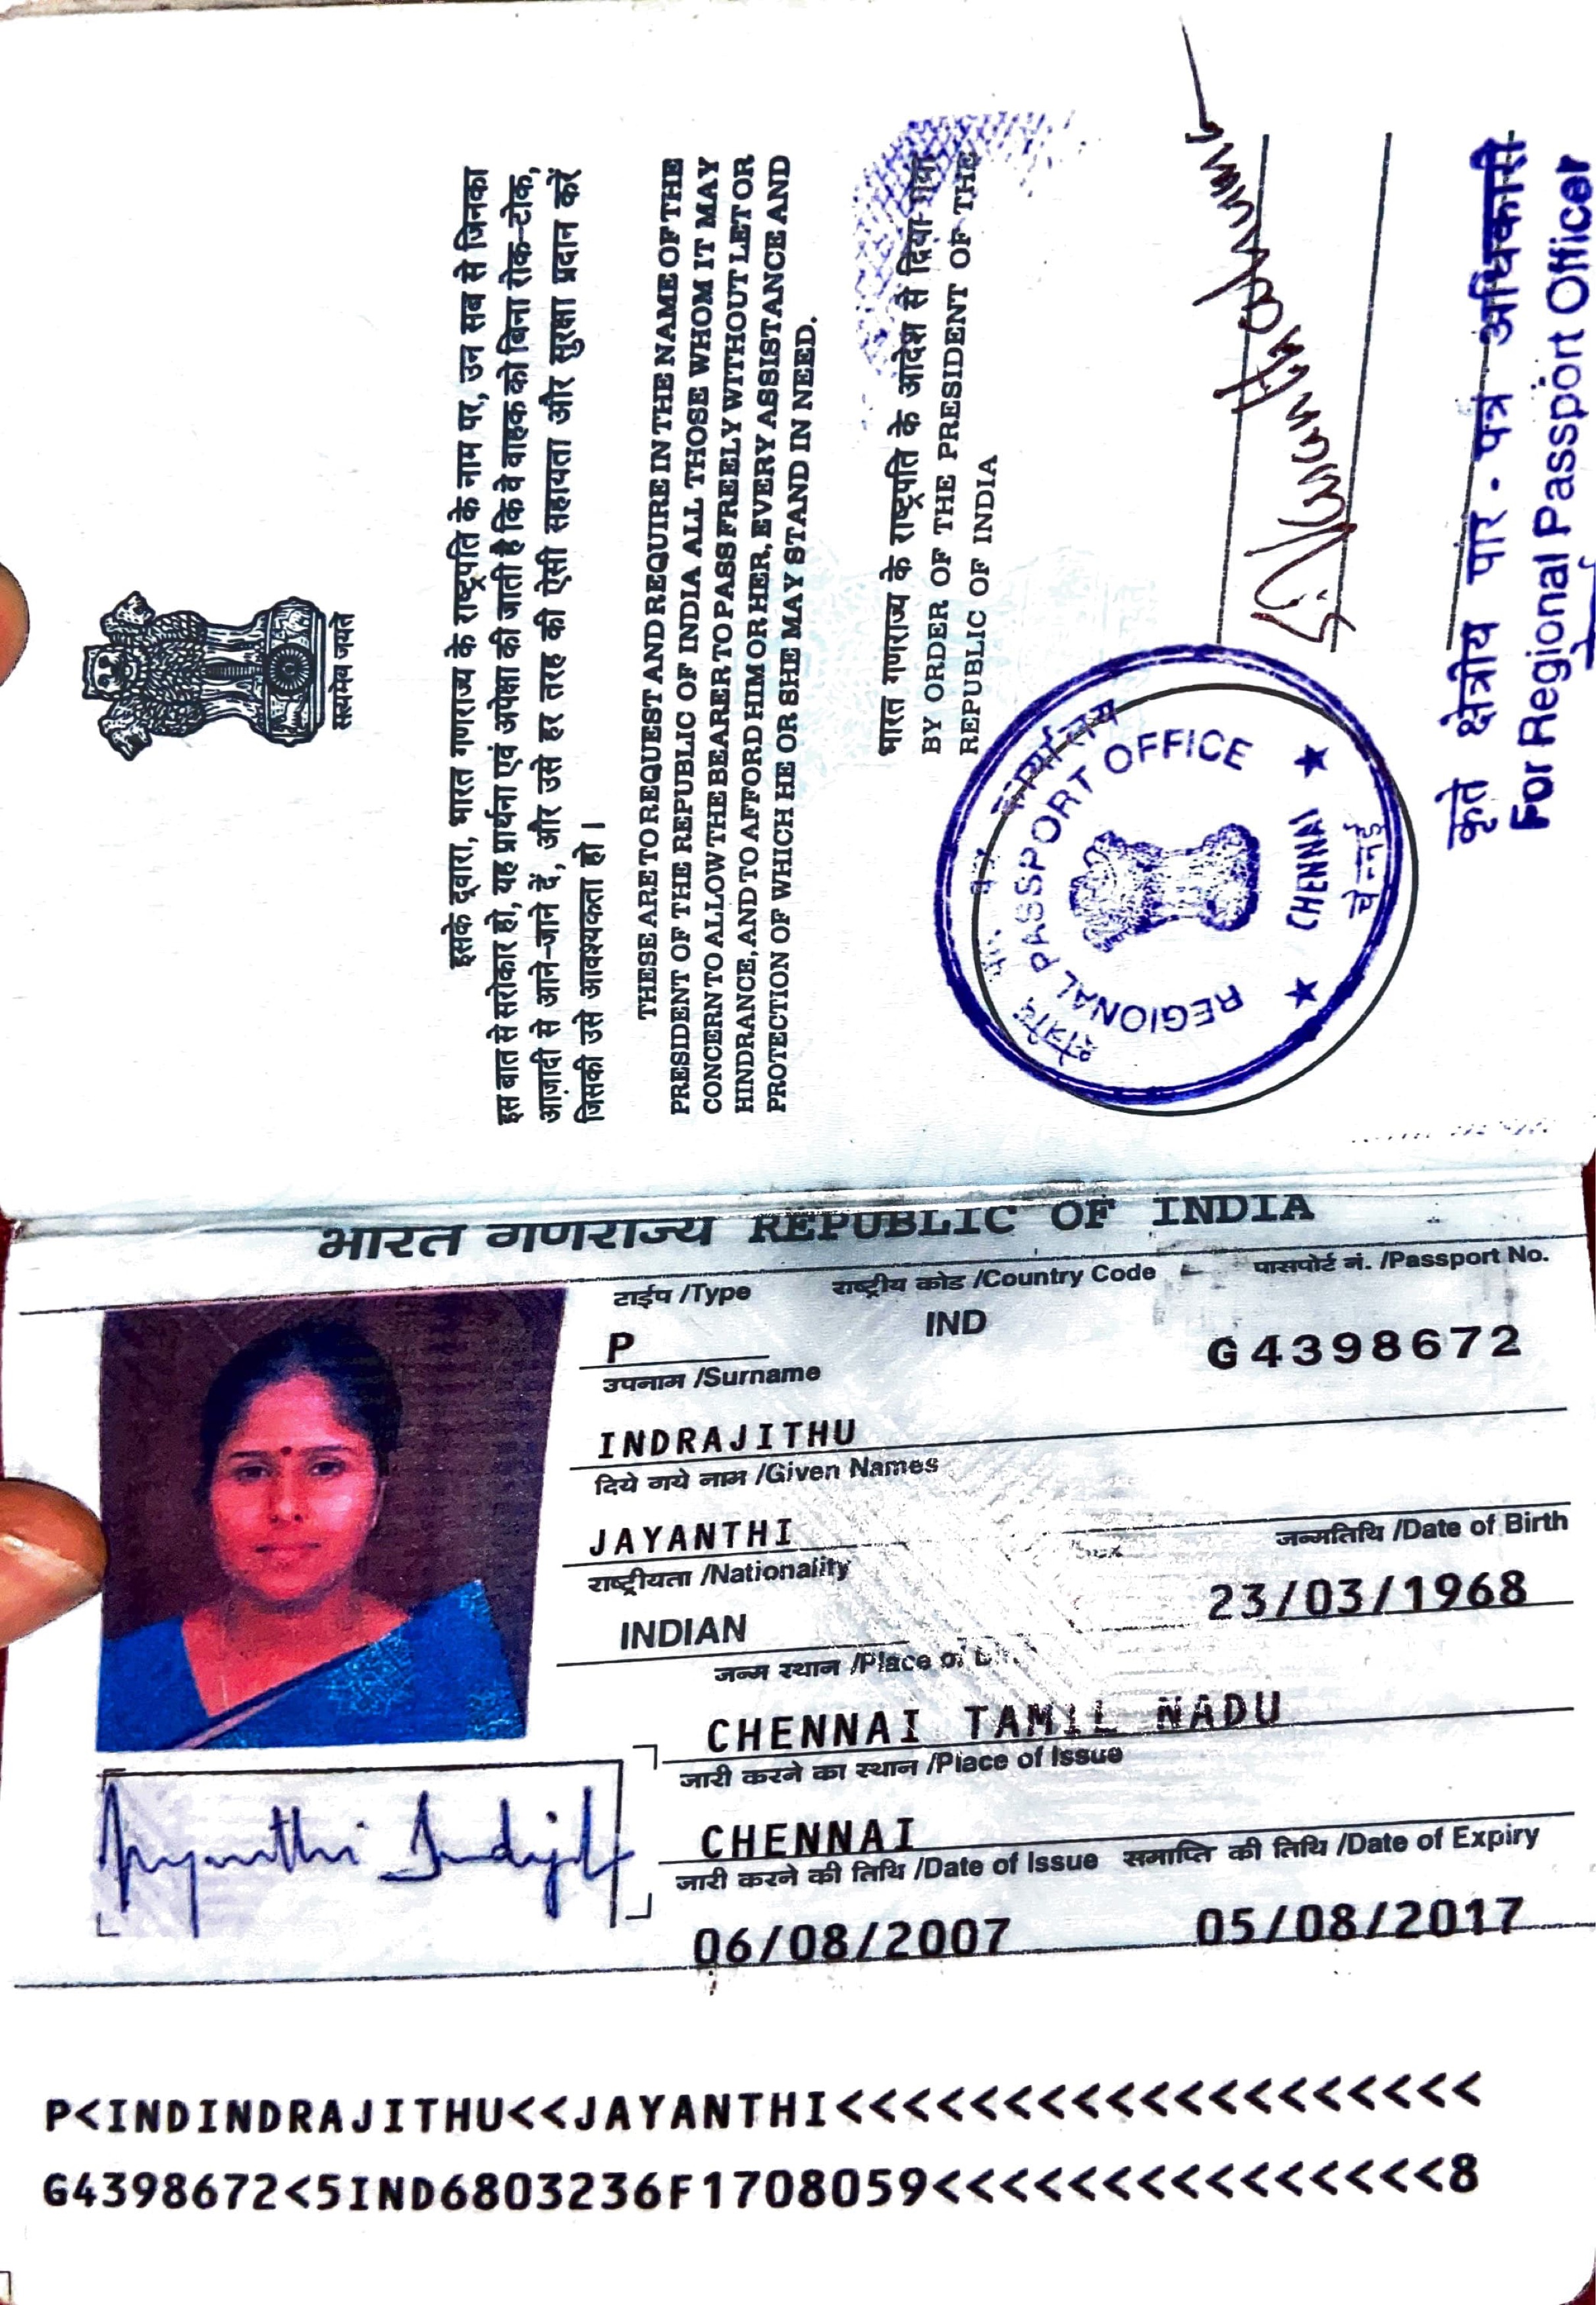 सत्यमेव जयते
इसके द्वारा, भारत गणराज्य के राष्ट्रपति के नाम पर, उन सब से जिनका
इस बात से सरोकार हो, यह प्रार्थना एवं अपेक्षा की जाती है कि वे वाहक को बिना रोक-टोक,
आज़ादी से आने-जाने दें, और उसे हर तरह की ऐसी सहायता और सुरक्षा प्रदान करें
जिसकी उसे आवश्यकता हो।
THESE ARE TO REQUEST AND REQUIRE IN THE NAME OF THE
PRESIDENT OF THE REPUBLIC OF INDIA ALL THOSE WHOM IT MAY
CONCERN TO ALLOW THE BEARER TO PASS FREELY WITHOUT LET OR
HINDRANCE, AND TO AFFORD HIM OR HER, EVERY ASSISTANCE AND
PROTECTION OF WHICH HE OR SHE MAY STAND IN NEED.
भारत गणराज्य के राष्ट्रपति के आदेश से दिया गया
BY ORDER OF THE PRESIDENT OF THE
REPUBLIC OF INDIA
क्षेत्रीय कार्यालय
REGIONAL PASSPORT OFFICE
CHENNAI
चेन्नई
कृते क्षेत्रीय पार - पत्र अधिकारी
For Regional Passport Officer
भारत गणराज्य REPUBLIC OF INDIA
टाईप /Type राष्ट्रीय कोड /Country Code पासपोर्ट नं. /Passport No.
P IND G4398672
उपनाम /Surname
INDRAJITHU
दिये गये नाम /Given Names
JAYANTHI
राष्ट्रीयता /Nationality जन्मतिथि /Date of Birth
INDIAN 23/03/1968
जन्म स्थान /Place of
CHENNAI TAMIL NADU
जारी करने का स्थान /Place of Issue
CHENNAI
जारी करने की तिथि /Date of Issue समाप्ति की तिथि /Date of Expiry
06/08/2007 05/08/2017
Jayanthi
P<INDINDRAJITHU<<JAYANTHI<<<<<<<<<<<<<<<<<<<
G4398672<5IND6803236F1708059<<<<<<<<<<<<<<<8